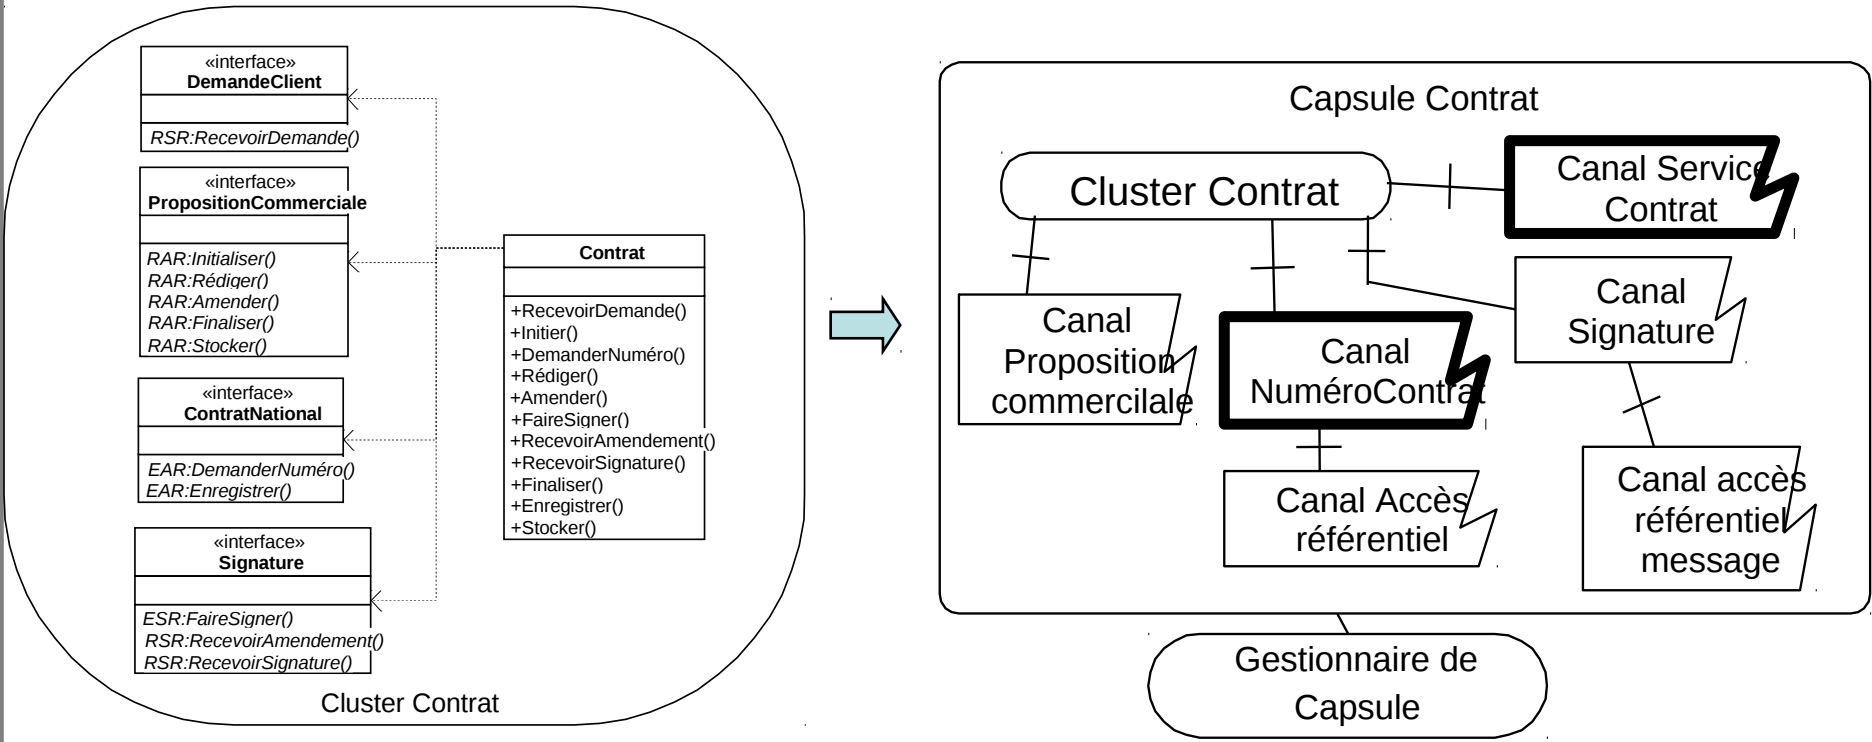 «interface»
DemandeClient
RSR:RecevoirDemande()
«interface»
PropositionCommerciale
RAR:Initialiser()
RAR:Rédiger()
RAR:Amender()
RAR:Finaliser()
RAR:Stocker()
«interface»
ContratNational
EAR:DemanderNuméro()
EAR:Enregistrer()
«interface»
Signature
ESR:FaireSigner()
RSR:RecevoirAmendement()
RSR:RecevoirSignature()
Contrat
+RecevoirDemande()
+Initier()
+DemanderNuméro()
+Rédiger()
+Amender()
+FaireSigner()
+RecevoirAmendement()
+RecevoirSignature()
+Finaliser()
+Enregistrer()
+Stocker()
Cluster Contrat
Capsule Contrat
Cluster Contrat
Canal Service
Contrat
Canal
Proposition
commercilale
Canal
NuméroContrat
Canal
Signature
Canal Accès
référentiel
Canal accès
référentiel
message
Gestionnaire de
Capsule